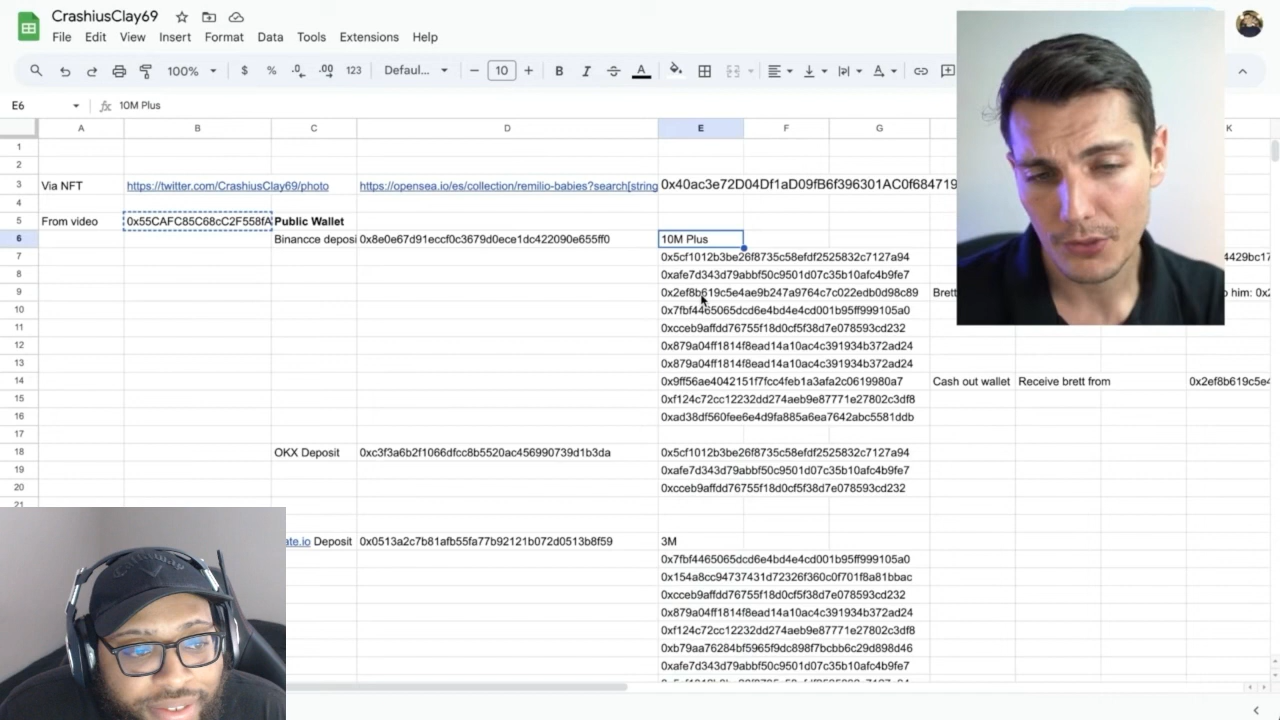 CrashiusClay69
File Edit View Insert Format Data Tools Extensions Help
100% $ % .0 .00 123 Defaul... 10 B I A
E6 fx 10M Plus
A B C D E F G K
1
2
3 Via NFT https://twitter.com/CrashiusClay69/photo https://opensea.io/es/collection/remilio-babies?search[string 0x40ac3e72D04Df1aD09fB6f396301AC0f684719
4
5 From video 0x55CAFC85C68cC2F558fA Public Wallet
6 Binancce deposi 0x8e0e67d91eccf0c3679d0ece1dc422090e655ff0 10M Plus
7 0x5cf1012b3be26f8735c58efdf2525832c7127a94 4429bc17
8 0xafe7d343d79abbf50c9501d07c35b10afc4b9fe7
9 0x2ef8b619c5e4ae9b247a9764c7c022edb0d98c89 Brett him: 0x2
10 0x7fbf4465065dcd6e4bd4e4cd001b95ff999105a0
11 0xcceb9affdd76755f18d0cf5f38d7e078593cd232
12 0x879a04ff1814f8ead14a10ac4c391934b372ad24
13 0x879a04ff1814f8ead14a10ac4c391934b372ad24
14 0x9ff56ae4042151f7fcc4feb1a3afa2c0619980a7 Cash out wallet Receive brett from 0x2ef8b619c5e4
15 0xf124c72cc12232dd274aeb9e87771e27802c3df8
16 0xad38df560fee6e4d9fa885a6ea7642abc5581ddb
17
18 OKX Deposit 0xc3f3a6b2f1066dfcc8b5520ac456990739d1b3da 0x5cf1012b3be26f8735c58efdf2525832c7127a94
19 0xafe7d343d79abbf50c9501d07c35b10afc4b9fe7
20 0xcceb9affdd76755f18d0cf5f38d7e078593cd232
21
ate.io Deposit 0x0513a2c7b81afb55fa77b92121b072d0513b8f59 3M
0x7fbf4465065dcd6e4bd4e4cd001b95ff999105a0
0x154a8cc94737431d72326f360c0f701f8a81bbac
0xcceb9affdd76755f18d0cf5f38d7e078593cd232
0x879a04ff1814f8ead14a10ac4c391934b372ad24
0xf124c72cc12232dd274aeb9e87771e27802c3df8
0xb79aa76284bf5965f9dc898f7bcbb6c29d898d46
0xafe7d343d79abbf50c9501d07c35b10afc4b9fe7